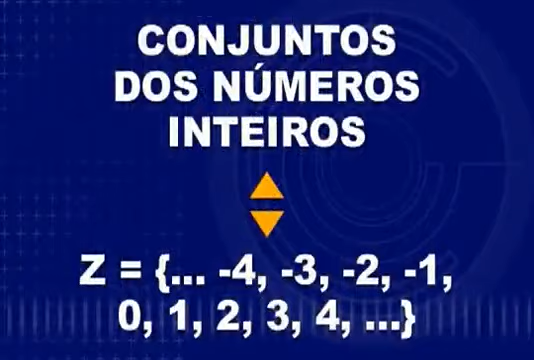 CONJUNTOS
DOS NÚMEROS
INTEIROS
Z = {... -4, -3, -2, -1,
0, 1, 2, 3, 4, ...}